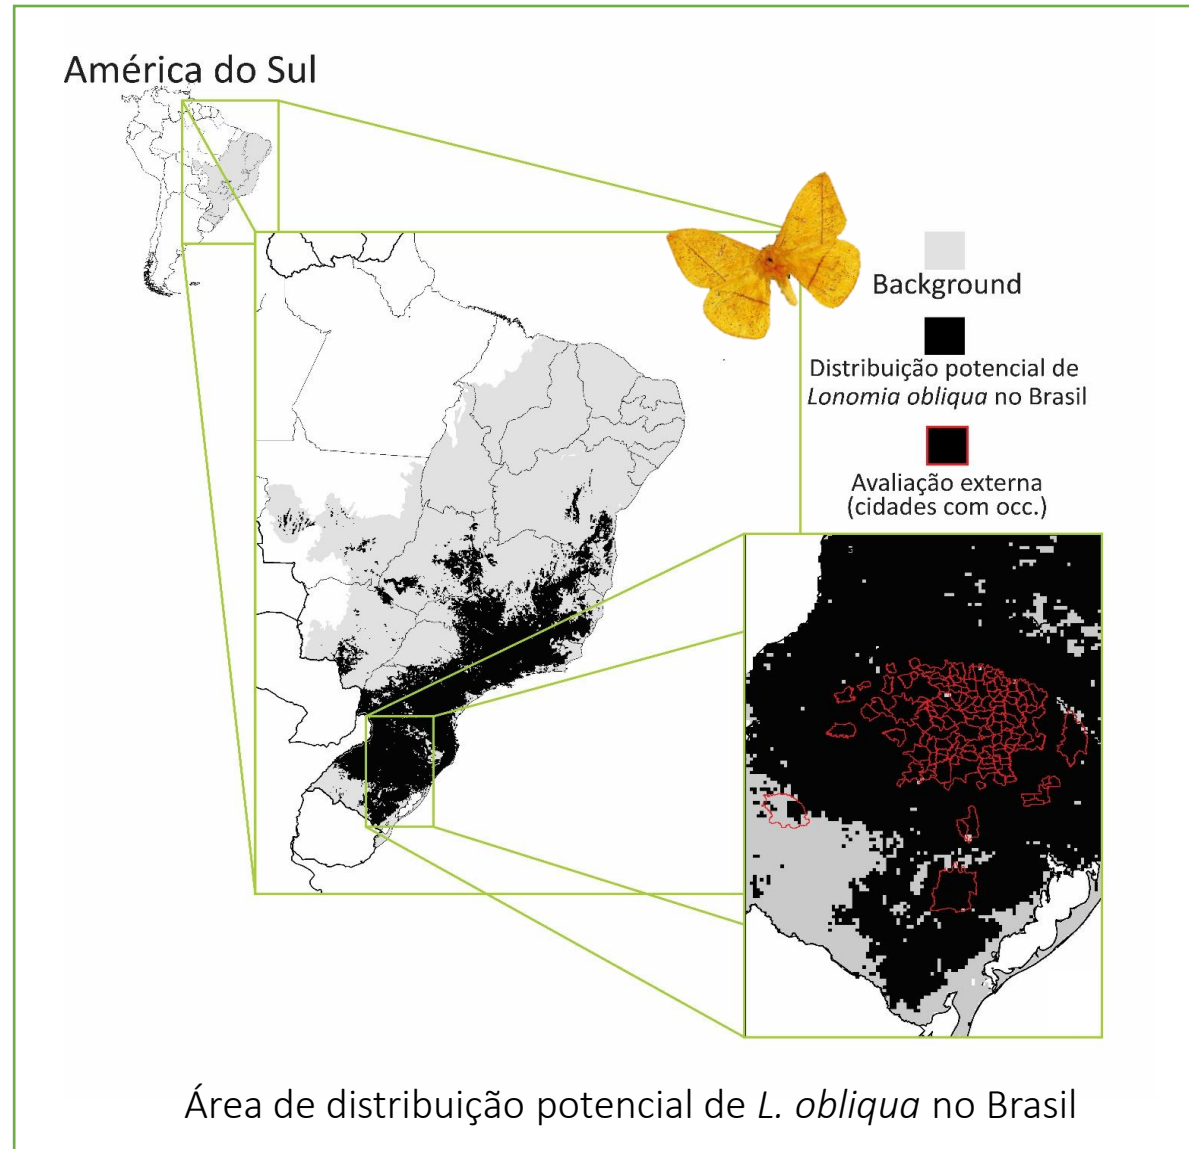 América do Sul
Background
Distribuição potencial de
Lonomia obliqua no Brasil
Avaliação externa
(cidades com occ.)
Área de distribuição potencial de L. obliqua no Brasil